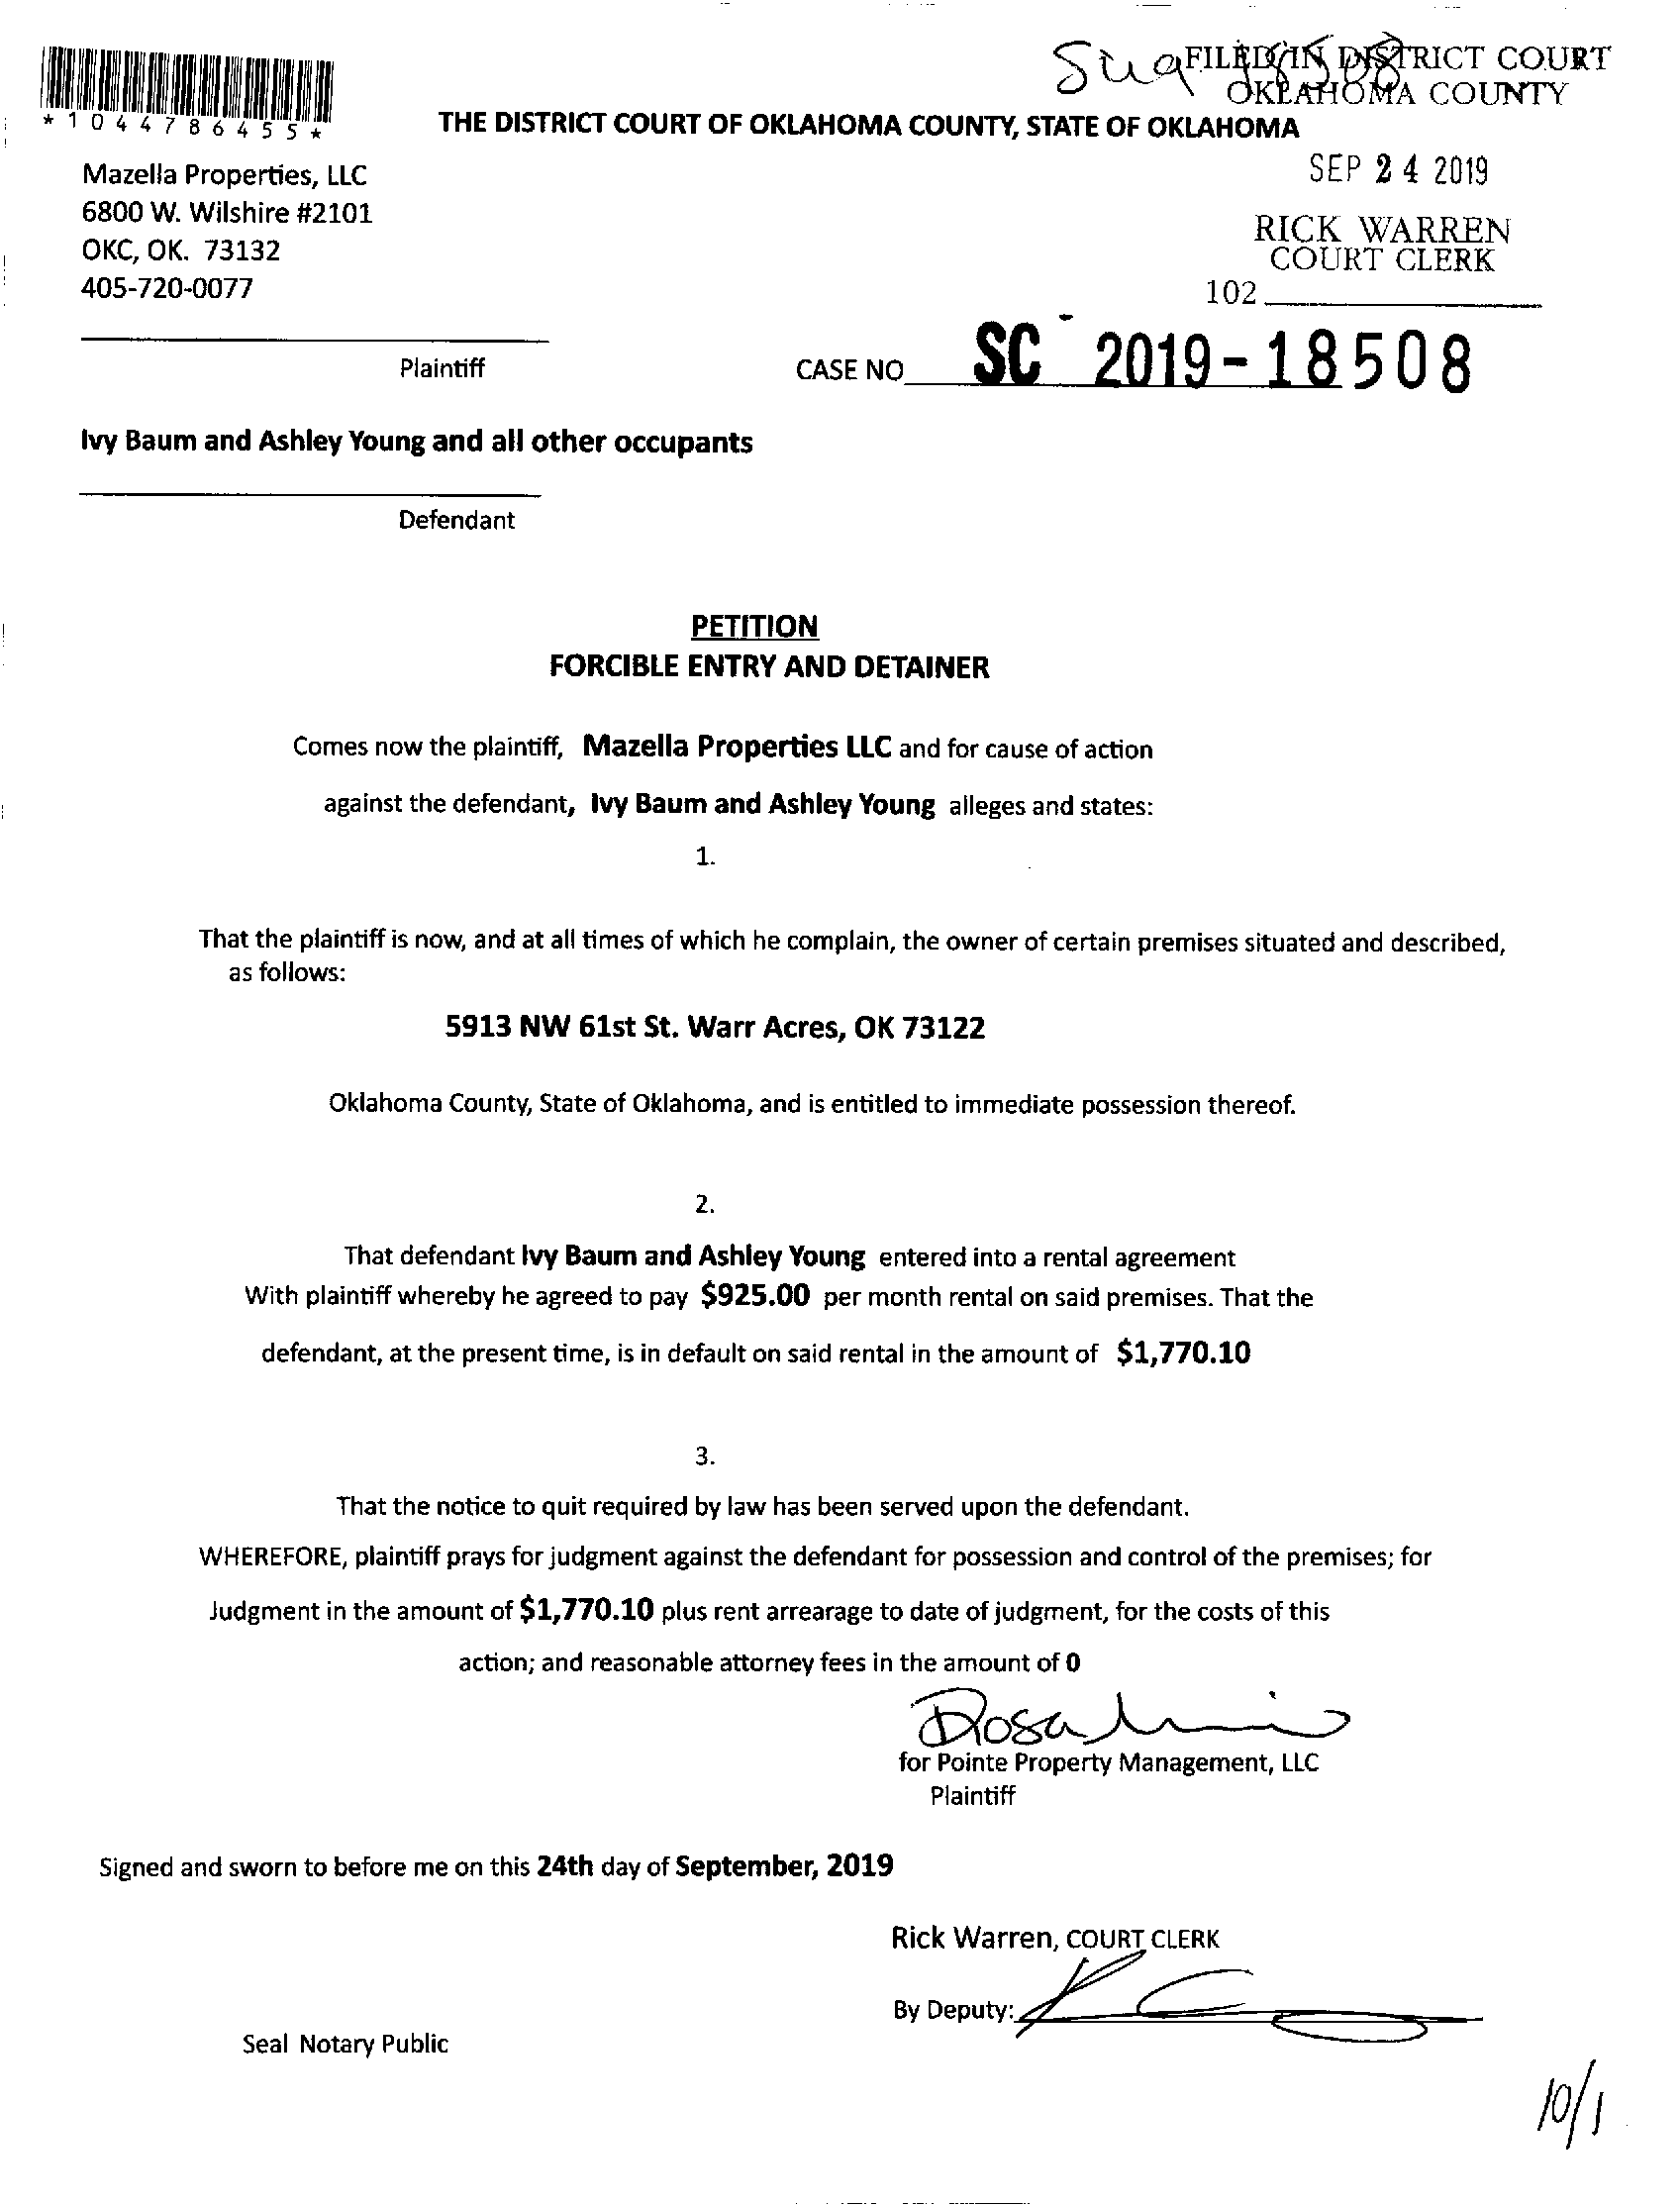 FILED IN DISTRICT COURT
OKLAHOMA COUNTY
*1044786455*
THE DISTRICT COURT OF OKLAHOMA COUNTY, STATE OF OKLAHOMA
SEP 24 2019
Mazella Properties, LLC
6800 W. Wilshire #2101
OKC, OK. 73132
405-720-0077
RICK WARREN
COURT CLERK
102
Plaintiff
CASE NO SC 2019-18508
Ivy Baum and Ashley Young and all other occupants
Defendant
PETITION
FORCIBLE ENTRY AND DETAINER
Comes now the plaintiff, Mazella Properties LLC and for cause of action
against the defendant, Ivy Baum and Ashley Young alleges and states:
1.
That the plaintiff is now, and at all times of which he complain, the owner of certain premises situated and described,
as follows:
5913 NW 61st St. Warr Acres, OK 73122
Oklahoma County, State of Oklahoma, and is entitled to immediate possession thereof.
2.
That defendant Ivy Baum and Ashley Young entered into a rental agreement
With plaintiff whereby he agreed to pay $925.00 per month rental on said premises. That the
defendant, at the present time, is in default on said rental in the amount of $1,770.10
3.
That the notice to quit required by law has been served upon the defendant.
WHEREFORE, plaintiff prays for judgment against the defendant for possession and control of the premises; for
Judgment in the amount of $1,770.10 plus rent arrearage to date of judgment, for the costs of this
action; and reasonable attorney fees in the amount of 0
Rosa
for Pointe Property Management, LLC
Plaintiff
Signed and sworn to before me on this 24th day of September, 2019
Rick Warren, COURT CLERK
By Deputy:
Seal Notary Public
10/1